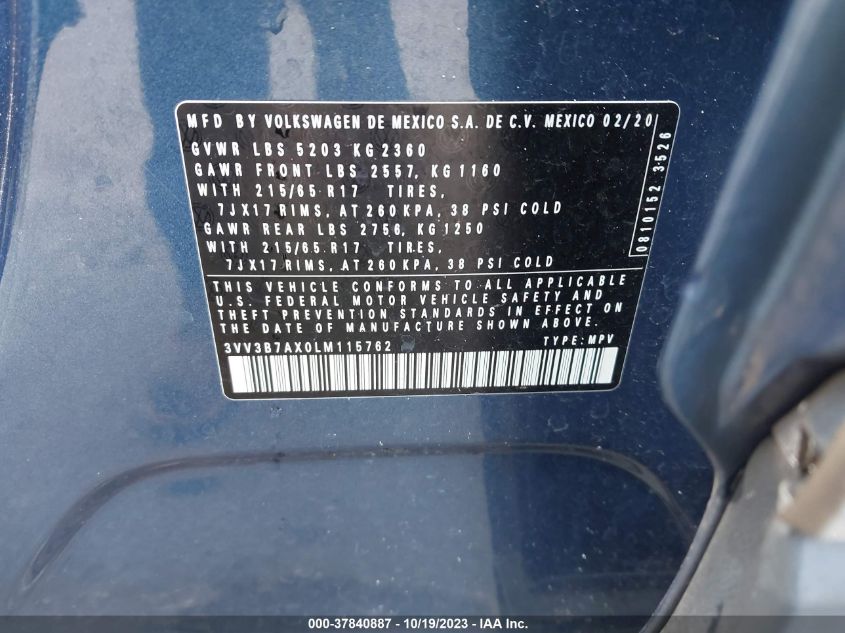 MFD BY VOLKSWAGEN DE MEXICO S.A. DE C.V. MEXICO 02/20
GVWR LBS 5203 KG 2360
GAWR FRONT LBS 2557, KG 1160
WITH 215/65 R17 TIRES,
7JX17 RIMS, AT 260 KPA, 38 PSI COLD
GAWR REAR LBS 2756, KG 1250
WITH 215/65 R17 TIRES,
7JX17 RIMS, AT 260 KPA, 38 PSI COLD
0810152 3526
THIS VEHICLE CONFORMS TO ALL APPLICABLE
U.S. FEDERAL MOTOR VEHICLE SAFETY AND
THEFT PREVENTION STANDARDS IN EFFECT ON
THE DATE OF MANUFACTURE SHOWN ABOVE.
3VV3B7AX0LM115762 TYPE: MPV
000-37840887 - 10/19/2023 - IAA Inc.